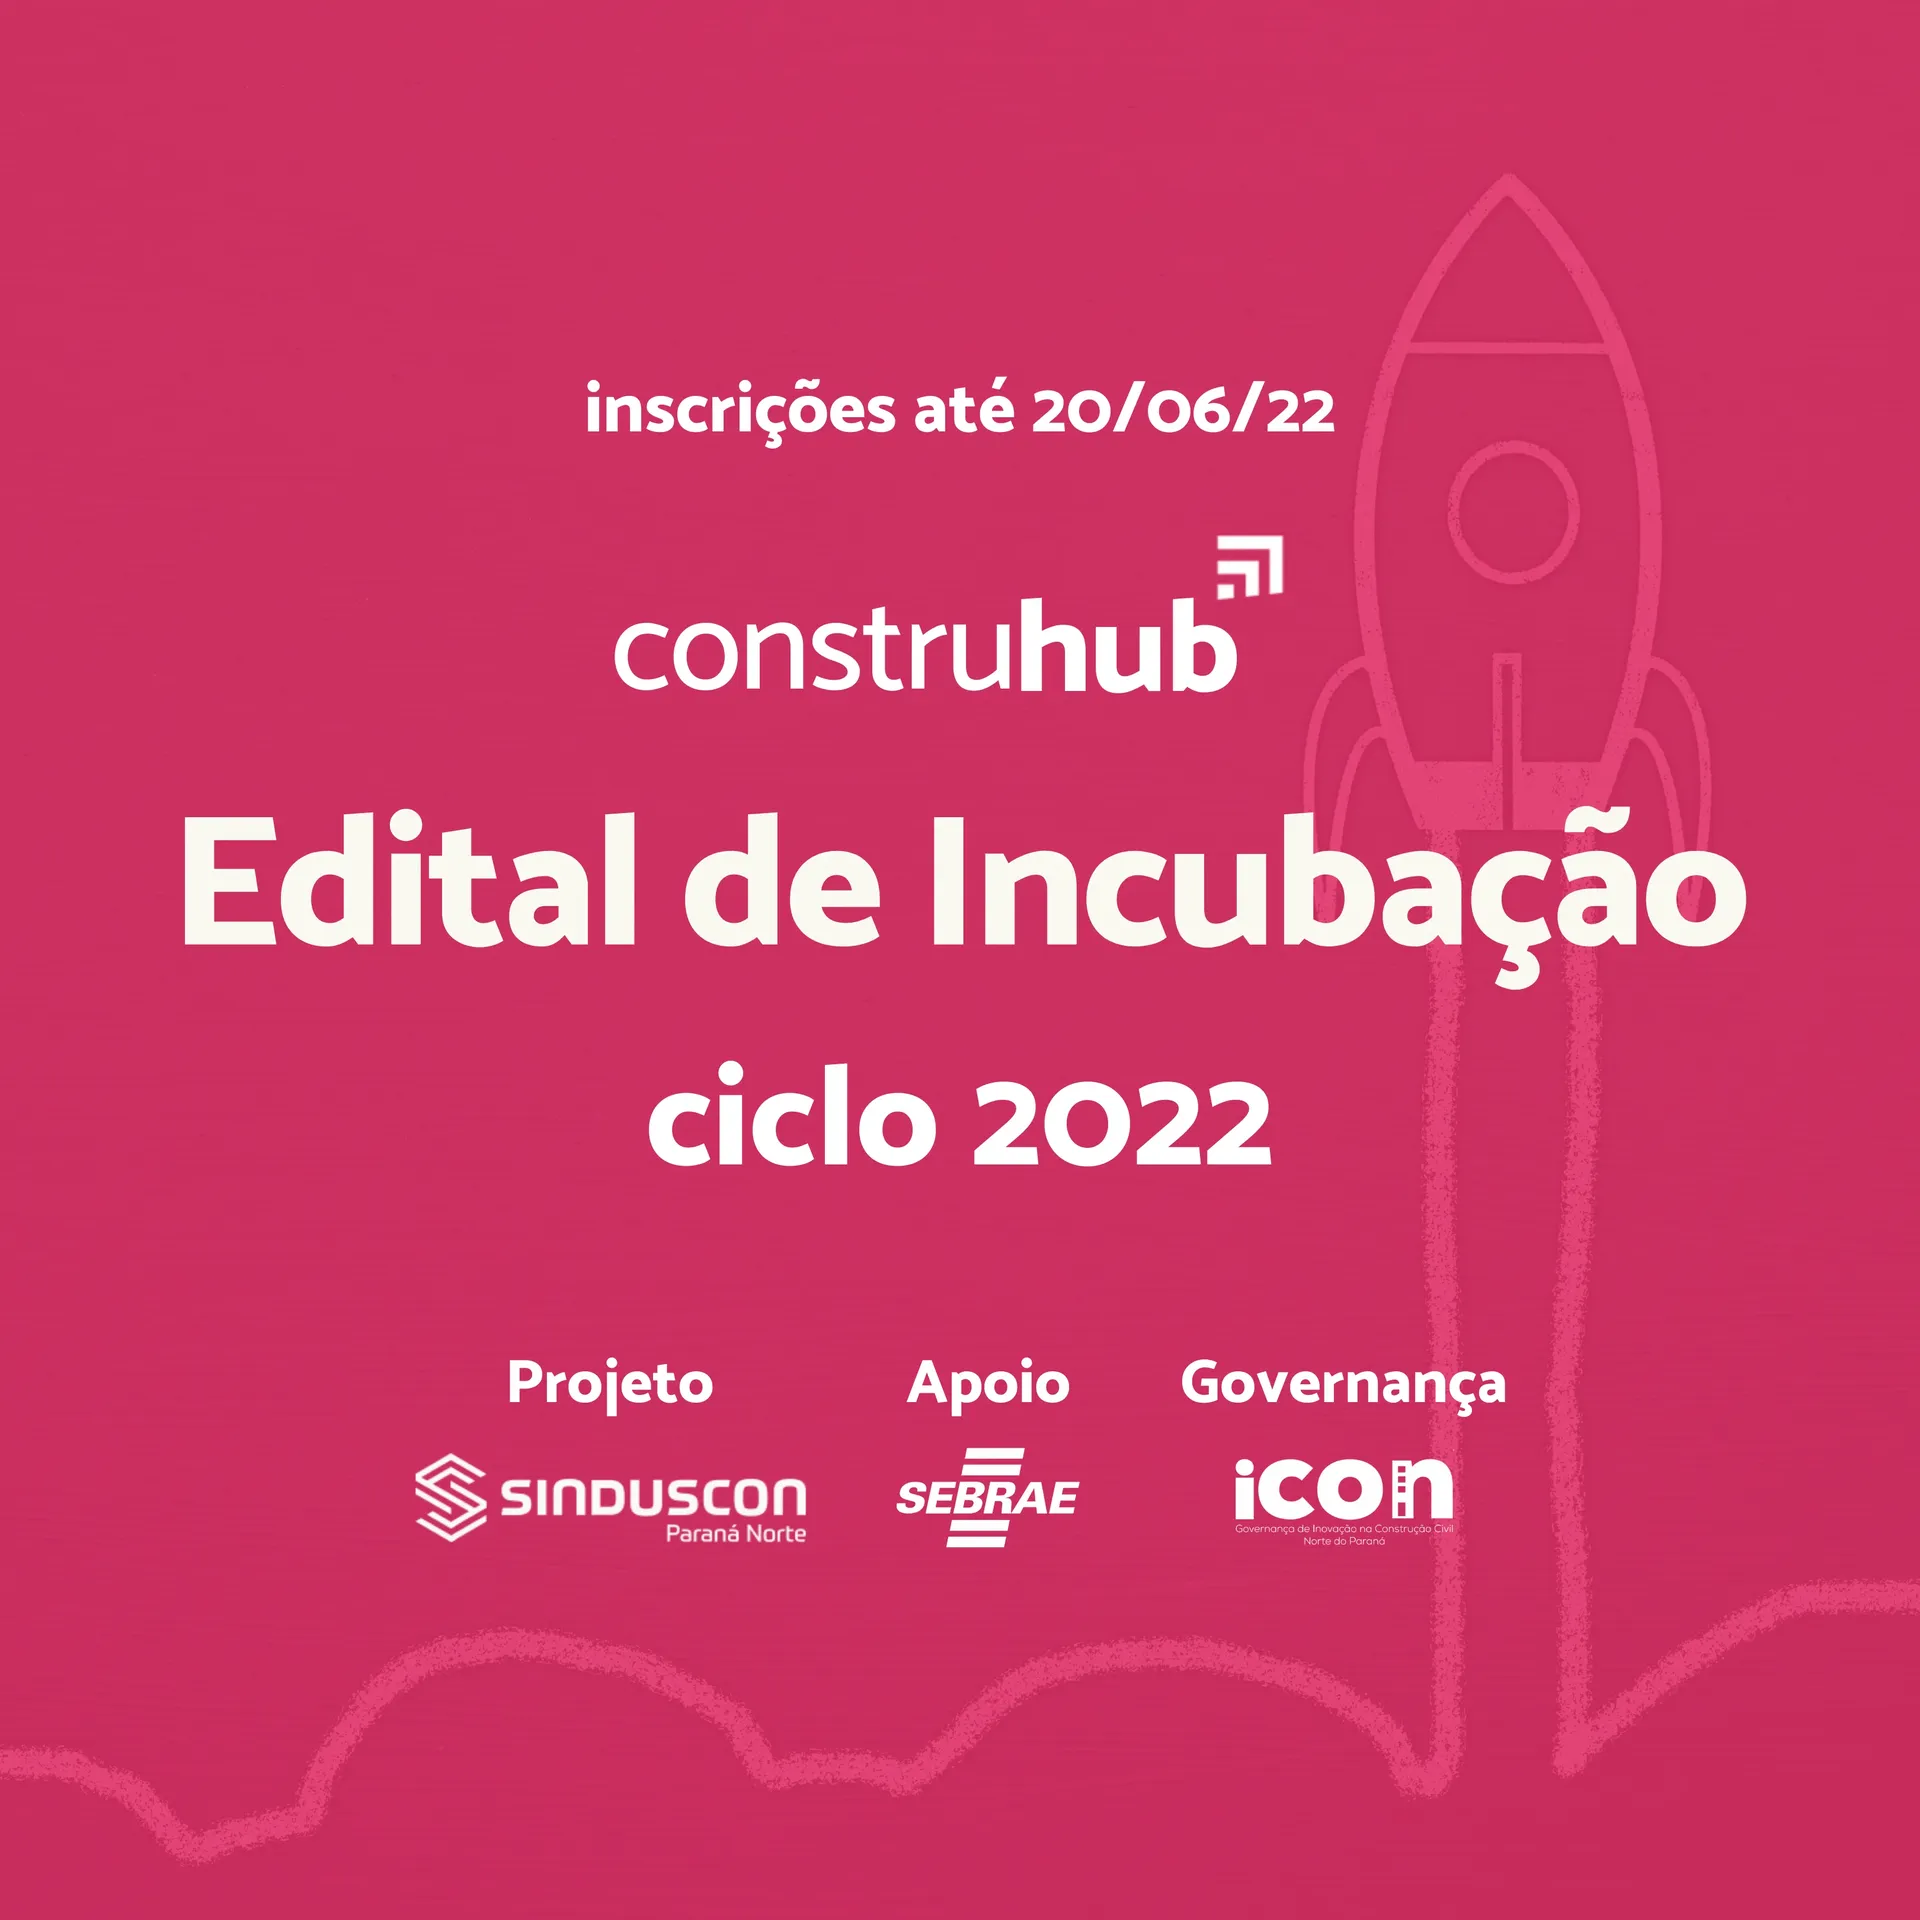 inscrições até 20/06/22
construhub
Edital de Incubação
ciclo 2022
Projeto Apoio Governança
SINDUSCON
Paraná Norte
SEBRAE
icon
Governança de Inovação na Construção Civil
Norte do Paraná